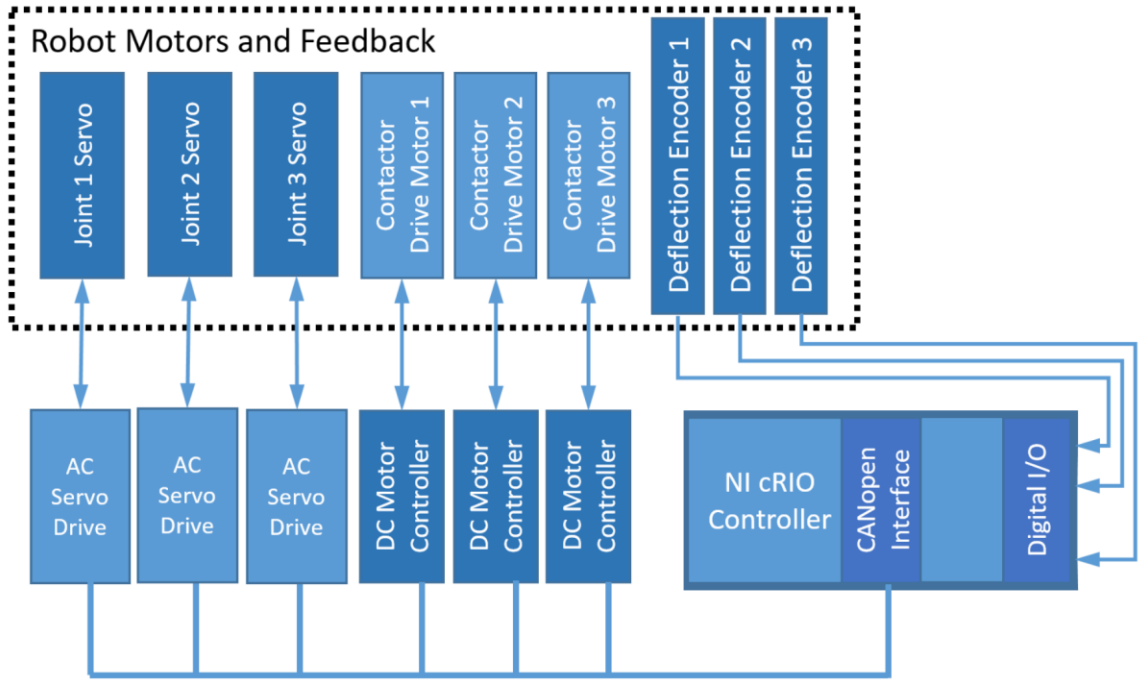 Robot Motors and Feedback
Joint 1 Servo
Joint 2 Servo
Joint 3 Servo
Contactor
Drive Motor 1
Contactor
Drive Motor 2
Contactor
Drive Motor 3
Deflection Encoder 1
Deflection Encoder 2
Deflection Encoder 3
AC
Servo
Drive
AC
Servo
Drive
AC
Servo
Drive
DC Motor
Controller
DC Motor
Controller
DC Motor
Controller
NI cRIO
Controller
CANopen
Interface
Digital I/O